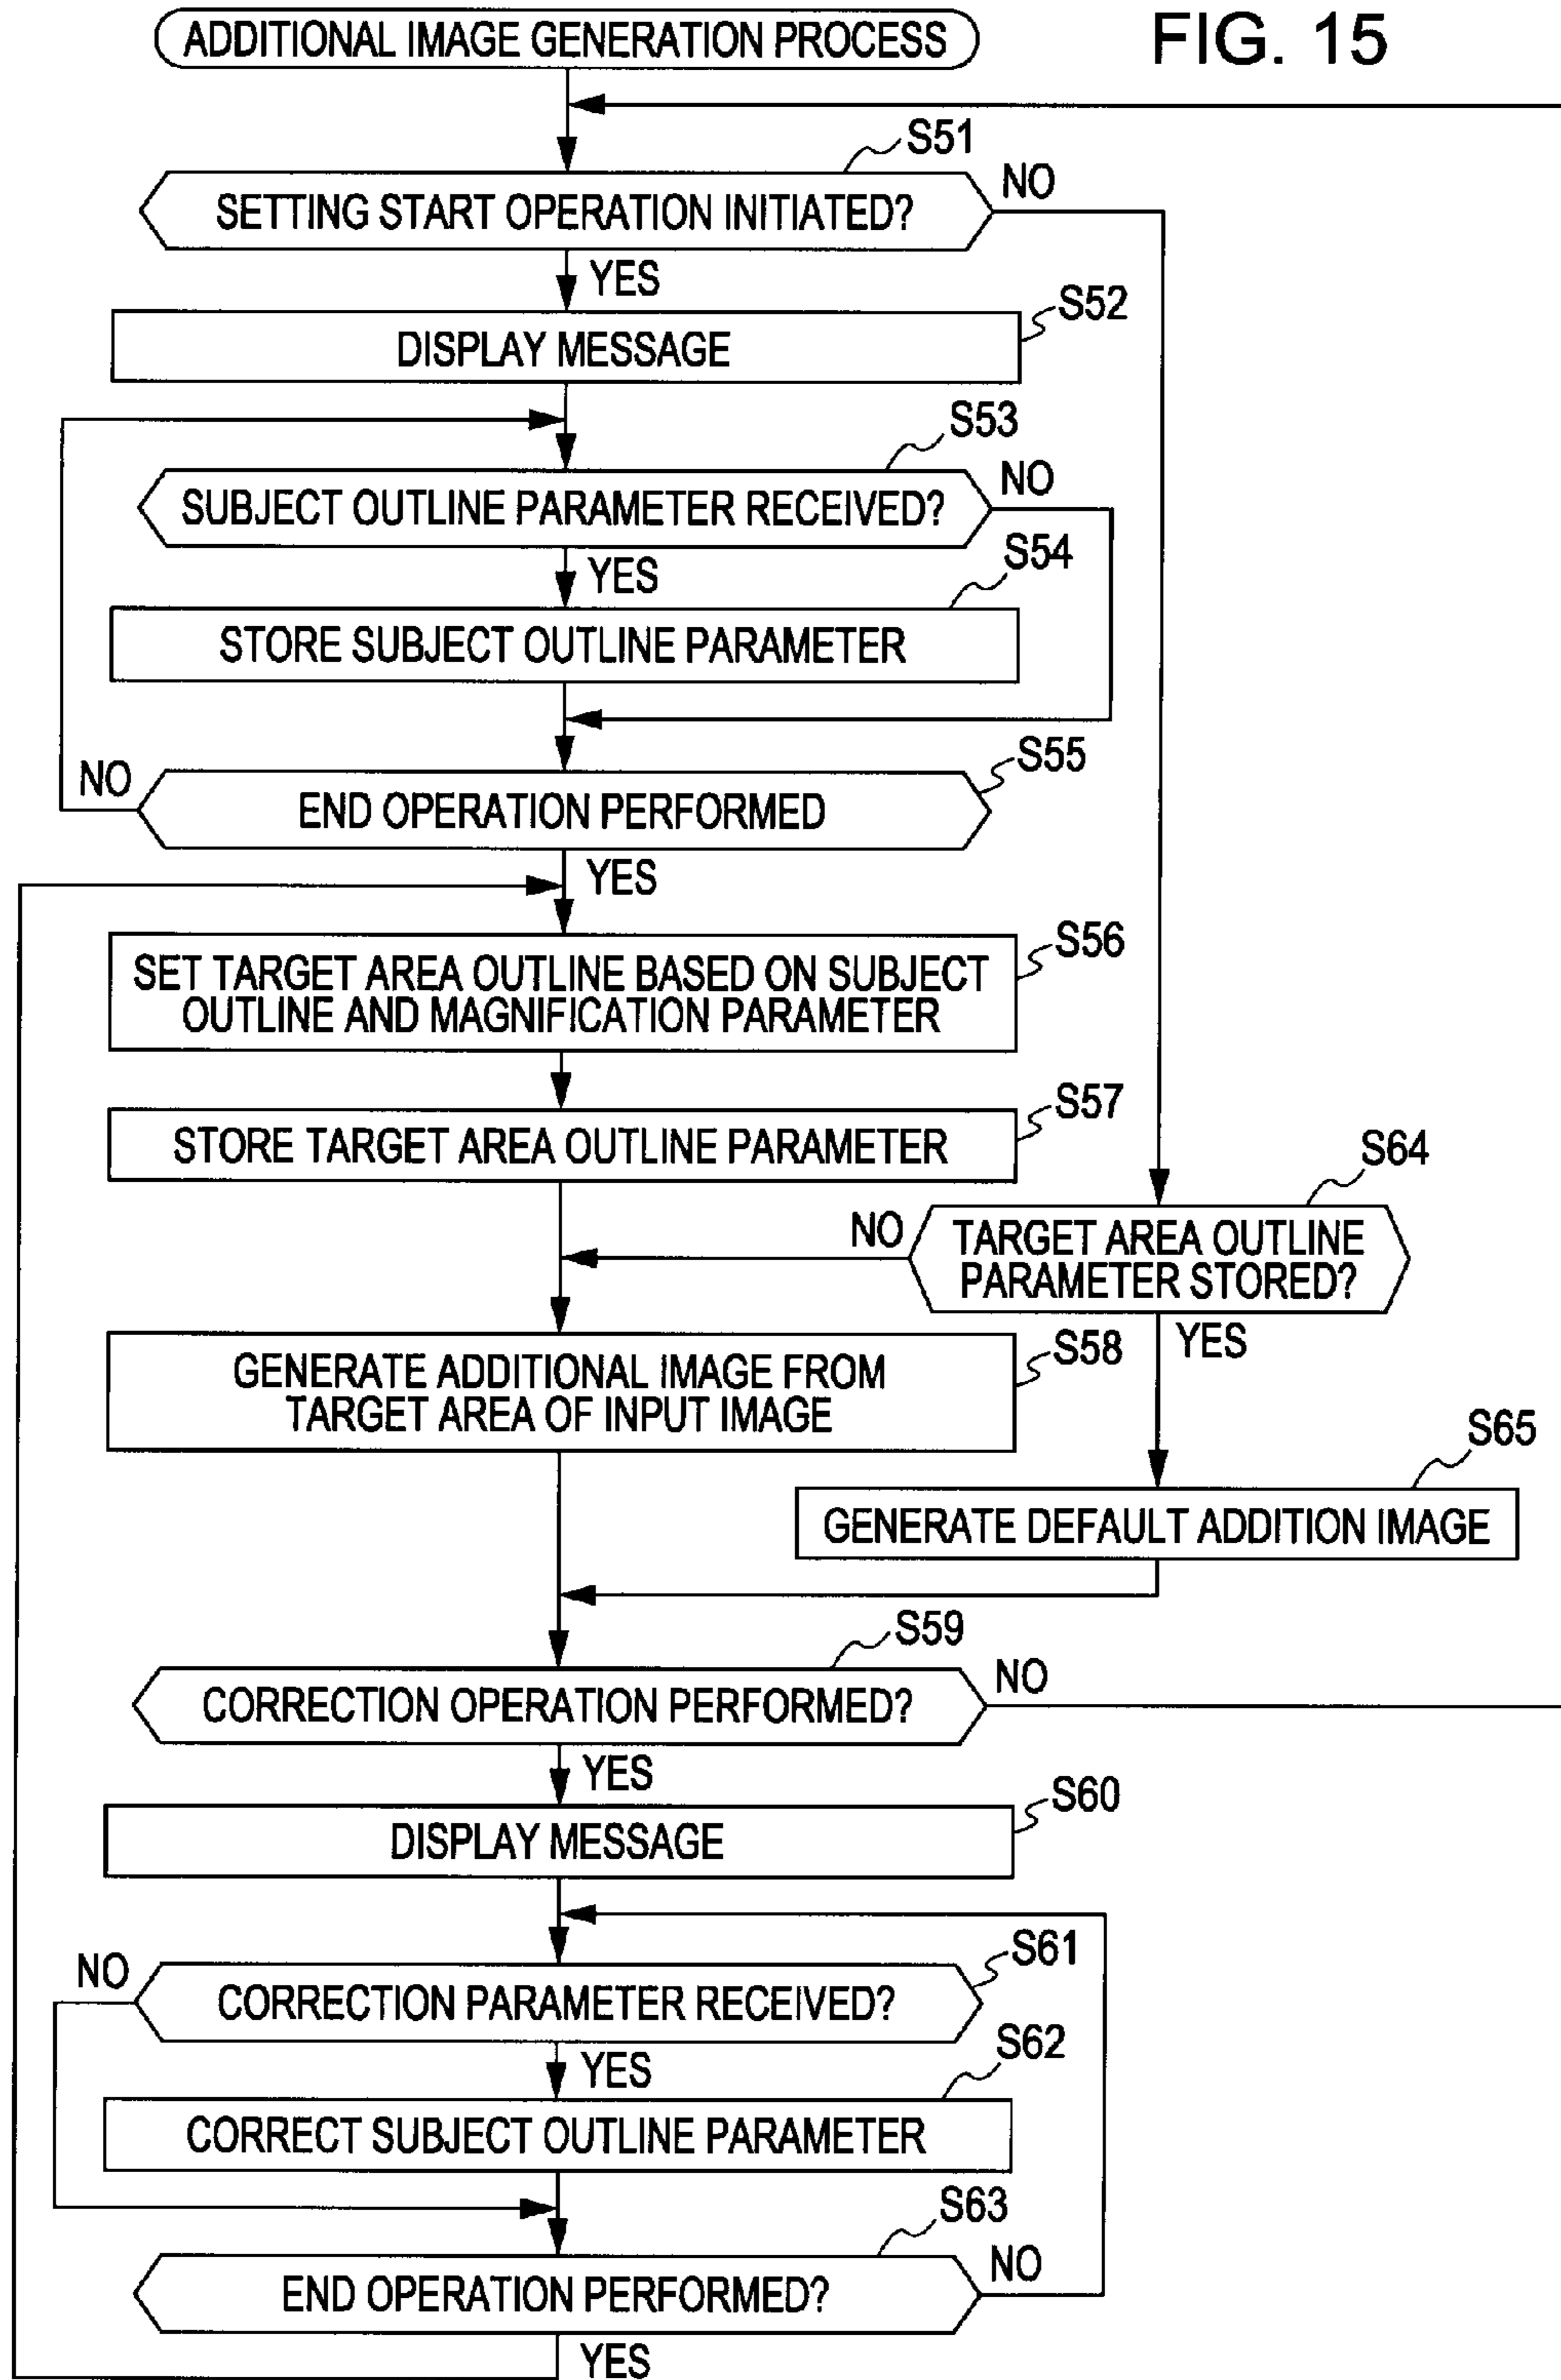 FIG. 15
ADDITIONAL IMAGE GENERATION PROCESS
S51
SETTING START OPERATION INITIATED?
NO
YES
S52
DISPLAY MESSAGE
S53
SUBJECT OUTLINE PARAMETER RECEIVED?
NO
YES
S54
STORE SUBJECT OUTLINE PARAMETER
S55
NO
END OPERATION PERFORMED
YES
S56
SET TARGET AREA OUTLINE BASED ON SUBJECT
OUTLINE AND MAGNIFICATION PARAMETER
S57
STORE TARGET AREA OUTLINE PARAMETER
S64
NO
TARGET AREA OUTLINE
PARAMETER STORED?
YES
S58
GENERATE ADDITIONAL IMAGE FROM
TARGET AREA OF INPUT IMAGE
S65
GENERATE DEFAULT ADDITION IMAGE
S59
CORRECTION OPERATION PERFORMED?
NO
YES
S60
DISPLAY MESSAGE
S61
NO
CORRECTION PARAMETER RECEIVED?
YES
S62
CORRECT SUBJECT OUTLINE PARAMETER
S63
END OPERATION PERFORMED?
NO
YES